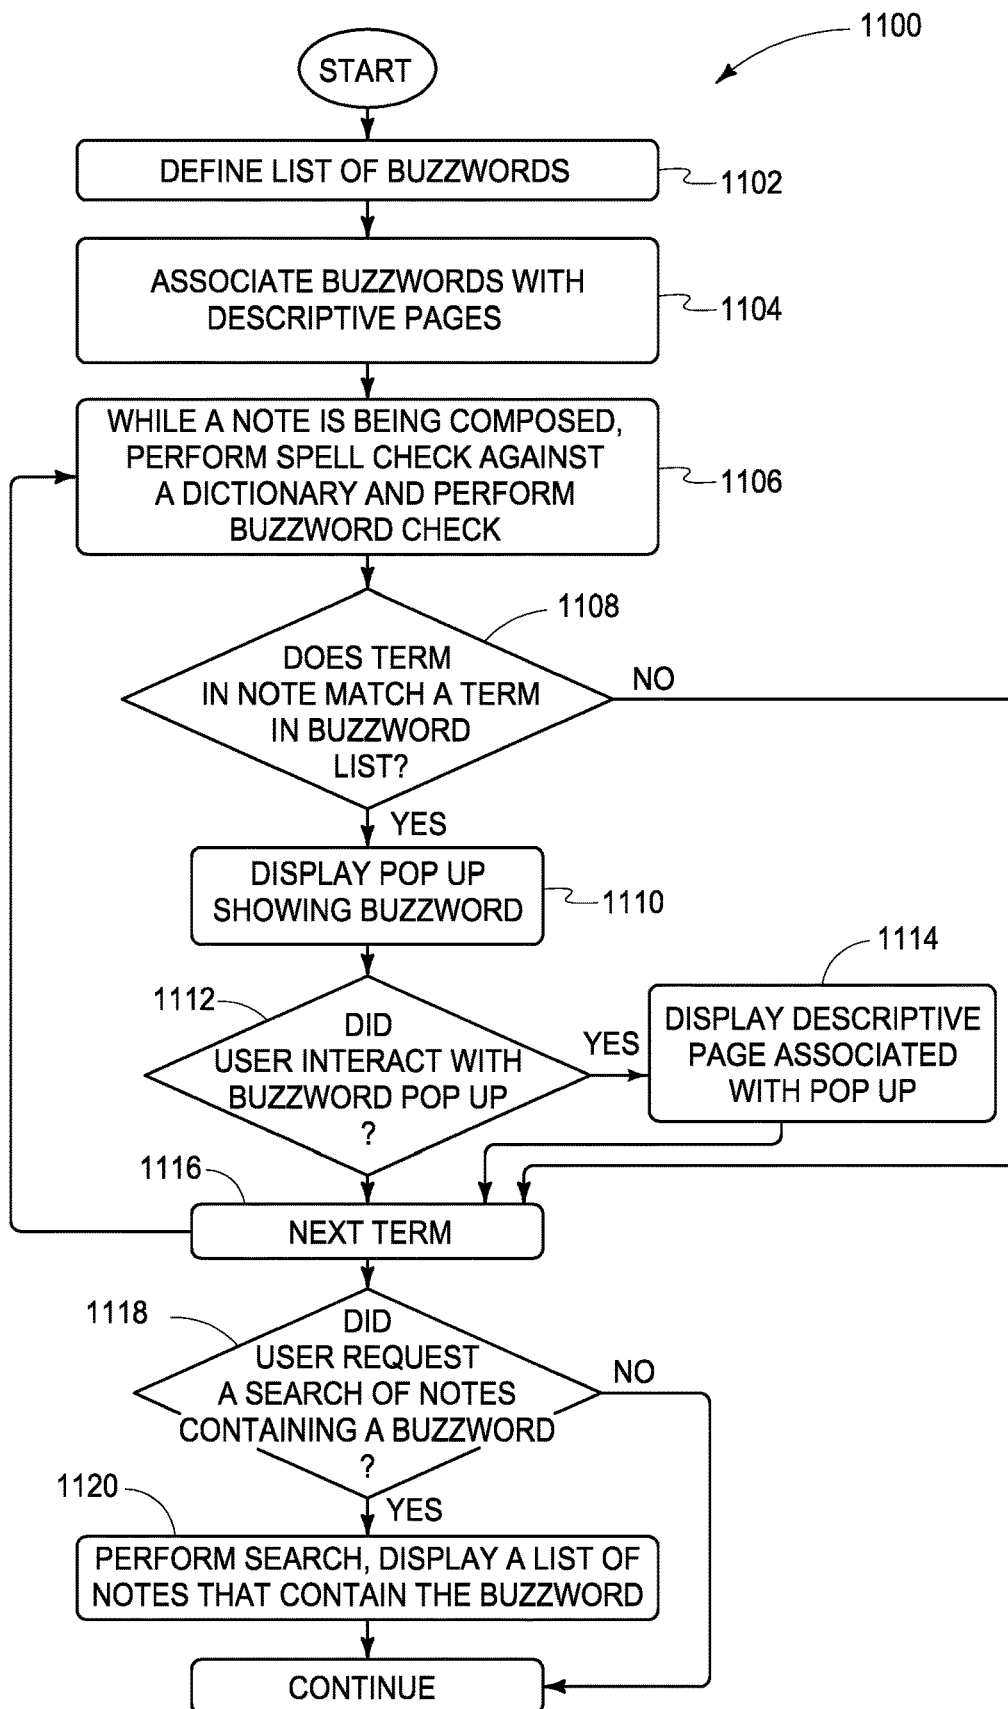 1100
START
DEFINE LIST OF BUZZWORDS
1102
ASSOCIATE BUZZWORDS WITH
DESCRIPTIVE PAGES
1104
WHILE A NOTE IS BEING COMPOSED,
PERFORM SPELL CHECK AGAINST
A DICTIONARY AND PERFORM
BUZZWORD CHECK
1106
1108
DOES TERM
IN NOTE MATCH A TERM
IN BUZZWORD
LIST?
NO
YES
DISPLAY POP UP
SHOWING BUZZWORD
1110
1112
DID
USER INTERACT WITH
BUZZWORD POP UP
?
YES
1114
DISPLAY DESCRIPTIVE
PAGE ASSOCIATED
WITH POP UP
1116
NEXT TERM
1118
DID
USER REQUEST
A SEARCH OF NOTES
CONTAINING A BUZZWORD
?
NO
YES
1120
PERFORM SEARCH, DISPLAY A LIST OF
NOTES THAT CONTAIN THE BUZZWORD
CONTINUE